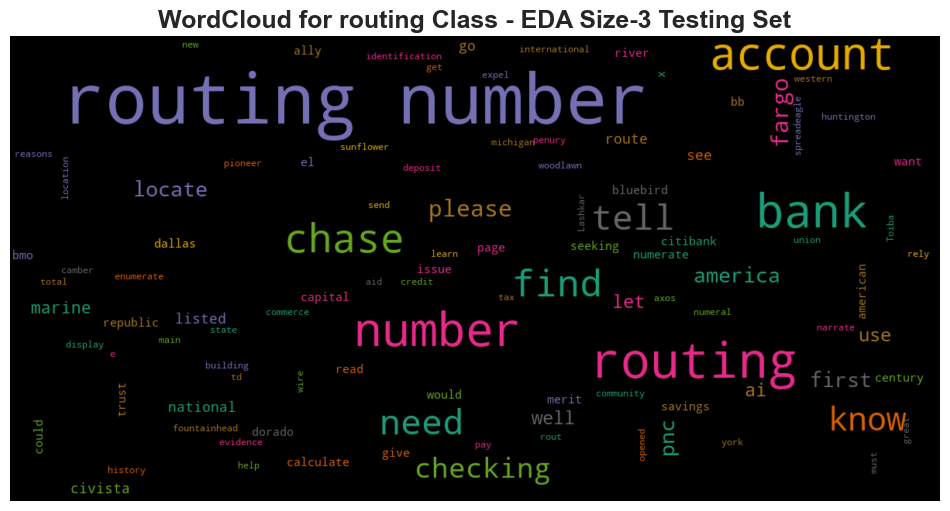 WordCloud for routing Class - EDA Size-3 Testing Set
new
ally
go
international
account
identification
river
get
expel
x
western
routing number
bb
fargo
spreadeagle
huntington
reasons
location
sunflower
michigan
penury
route
pioneer
el
deposit
woodlawn
see
want
locate
bluebird
send
please
Lashkar
tell
bank
Toiba
dallas
chase
seeking
citibank
union
bmo
learn
page
numerate
rely
camber
enumerate
issue
total
aid
credit
find
america
american
capital
tax
let
axos
marine
commerce
numeral
republic
listed
state
number
narrate
use
display
main
e
building
read
routing
td
wire
trust
would
merit
community
ai
first
century
national
savings
fountainhead
dorado
need
well
pnc
know
great
could
evidence
rout
pay
opened
york
help
calculate
give
history
checking
must
civista